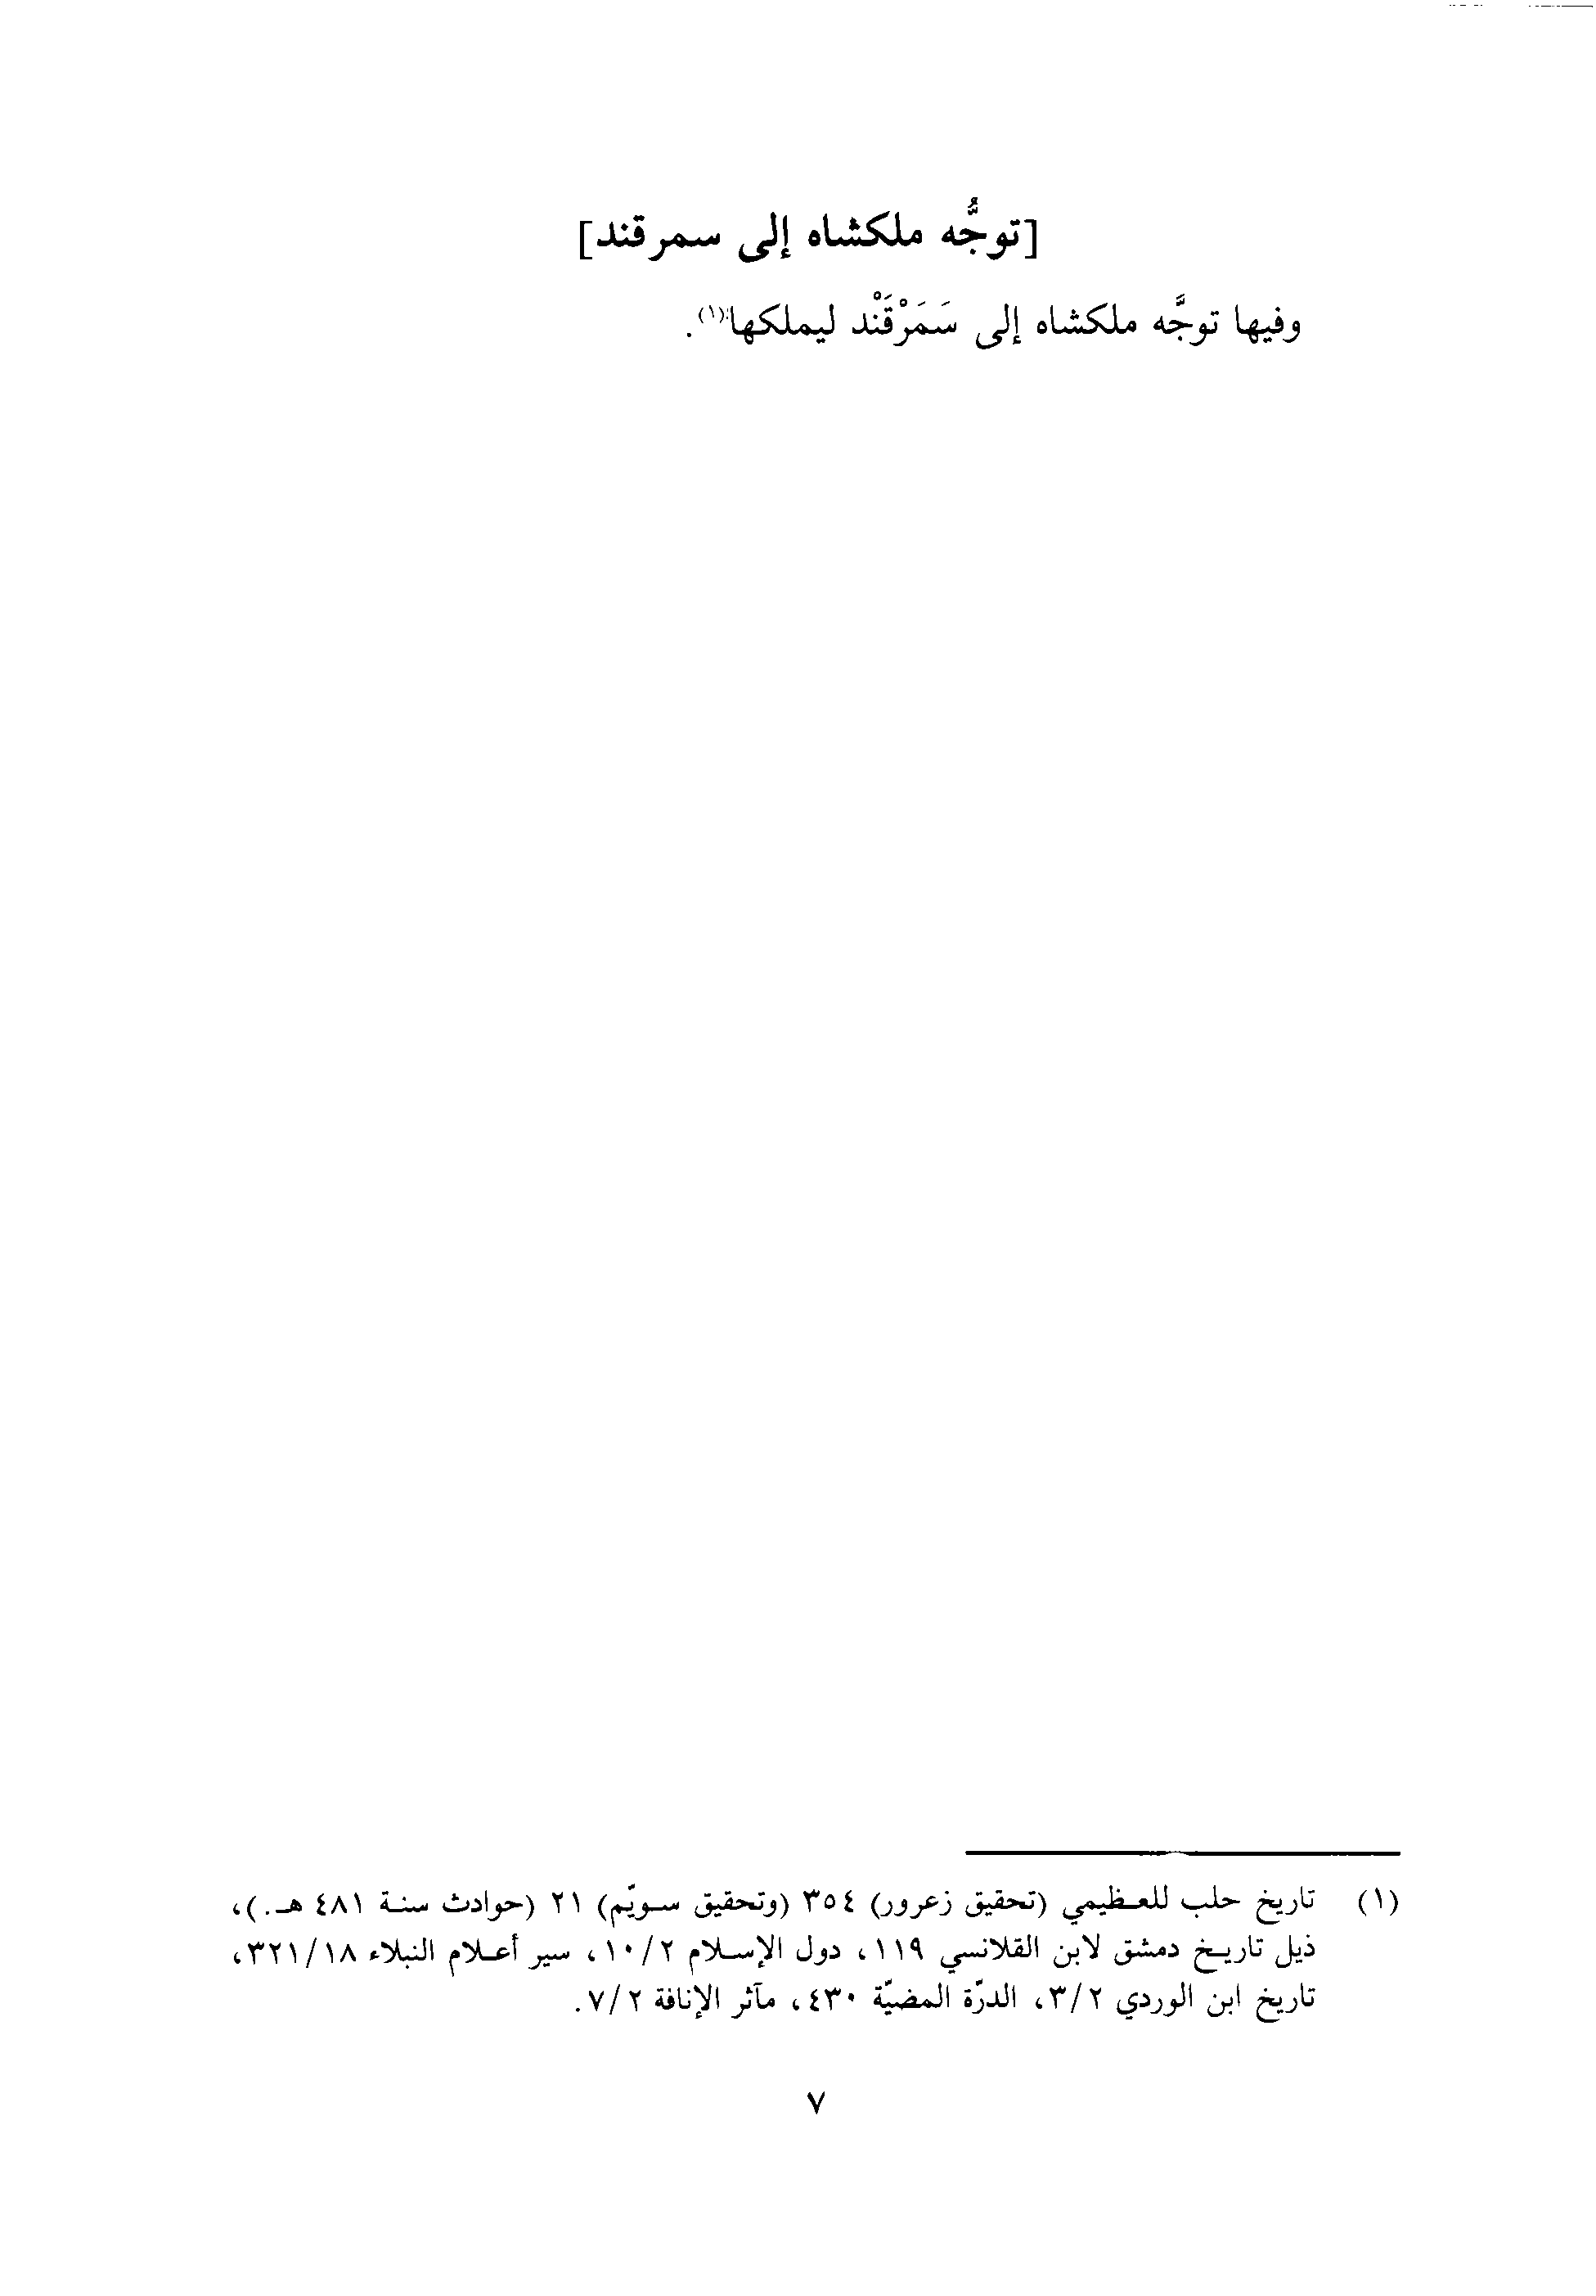 [توجُّه ملكشاه إلى سمرقند]
وفيها توجَّه ملكشاه إلى سَمَرْقَنْد ليملكها(١).
(١) تاريخ حلب للعظيمي (تحقيق زعرور) ٣٥٤ (وتحقيق سويّم) ٢١ (حوادث سنة ٤٨١ هـ.)،
ذيل تاريخ دمشق لابن القلانسي ١١٩، دول الإسلام ١٠/٢، سير أعلام النبلاء ٣٢١/١٨،
تاريخ ابن الوردي ٣/٢، الدرّة المضيّة ٤٣٠، مآثر الإنافة ٧/٢.
٧